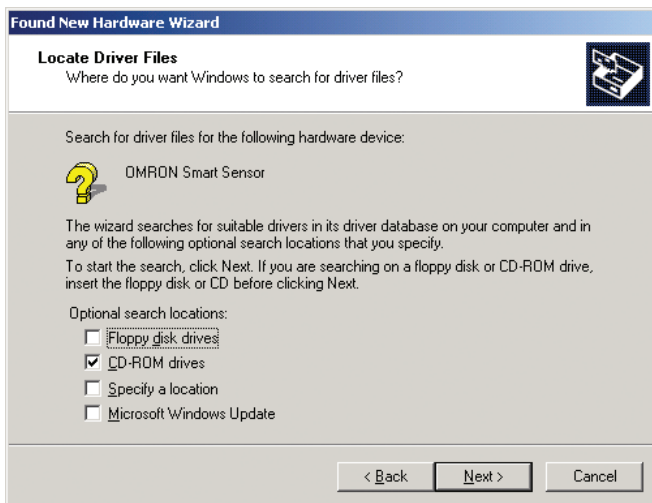 Found New Hardware Wizard
Locate Driver Files
Where do you want Windows to search for driver files?
Search for driver files for the following hardware device:
OMRON Smart Sensor
The wizard searches for suitable drivers in its driver database on your computer and in
any of the following optional search locations that you specify.
To start the search, click Next. If you are searching on a floppy disk or CD-ROM drive,
insert the floppy disk or CD before clicking Next.
Optional search locations:
Floppy disk drives
CD-ROM drives
Specify a location
Microsoft Windows Update
< Back Next > Cancel